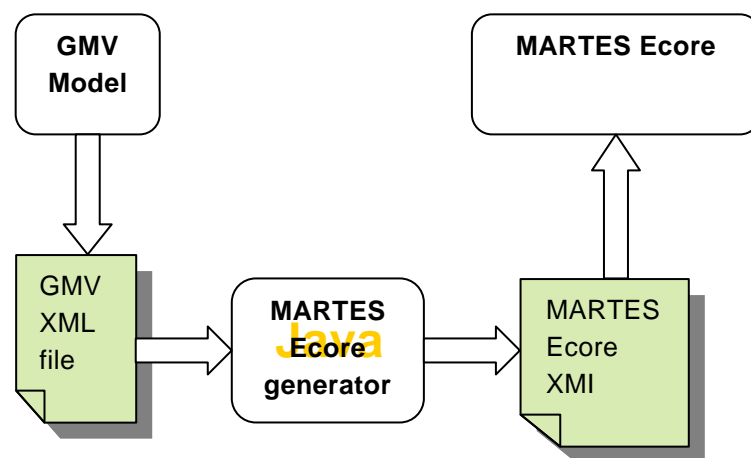 GMV
Model
MARTES Ecore
GMV
XML
file
MARTES
Java
Ecore
generator
MARTES
Ecore
XMI